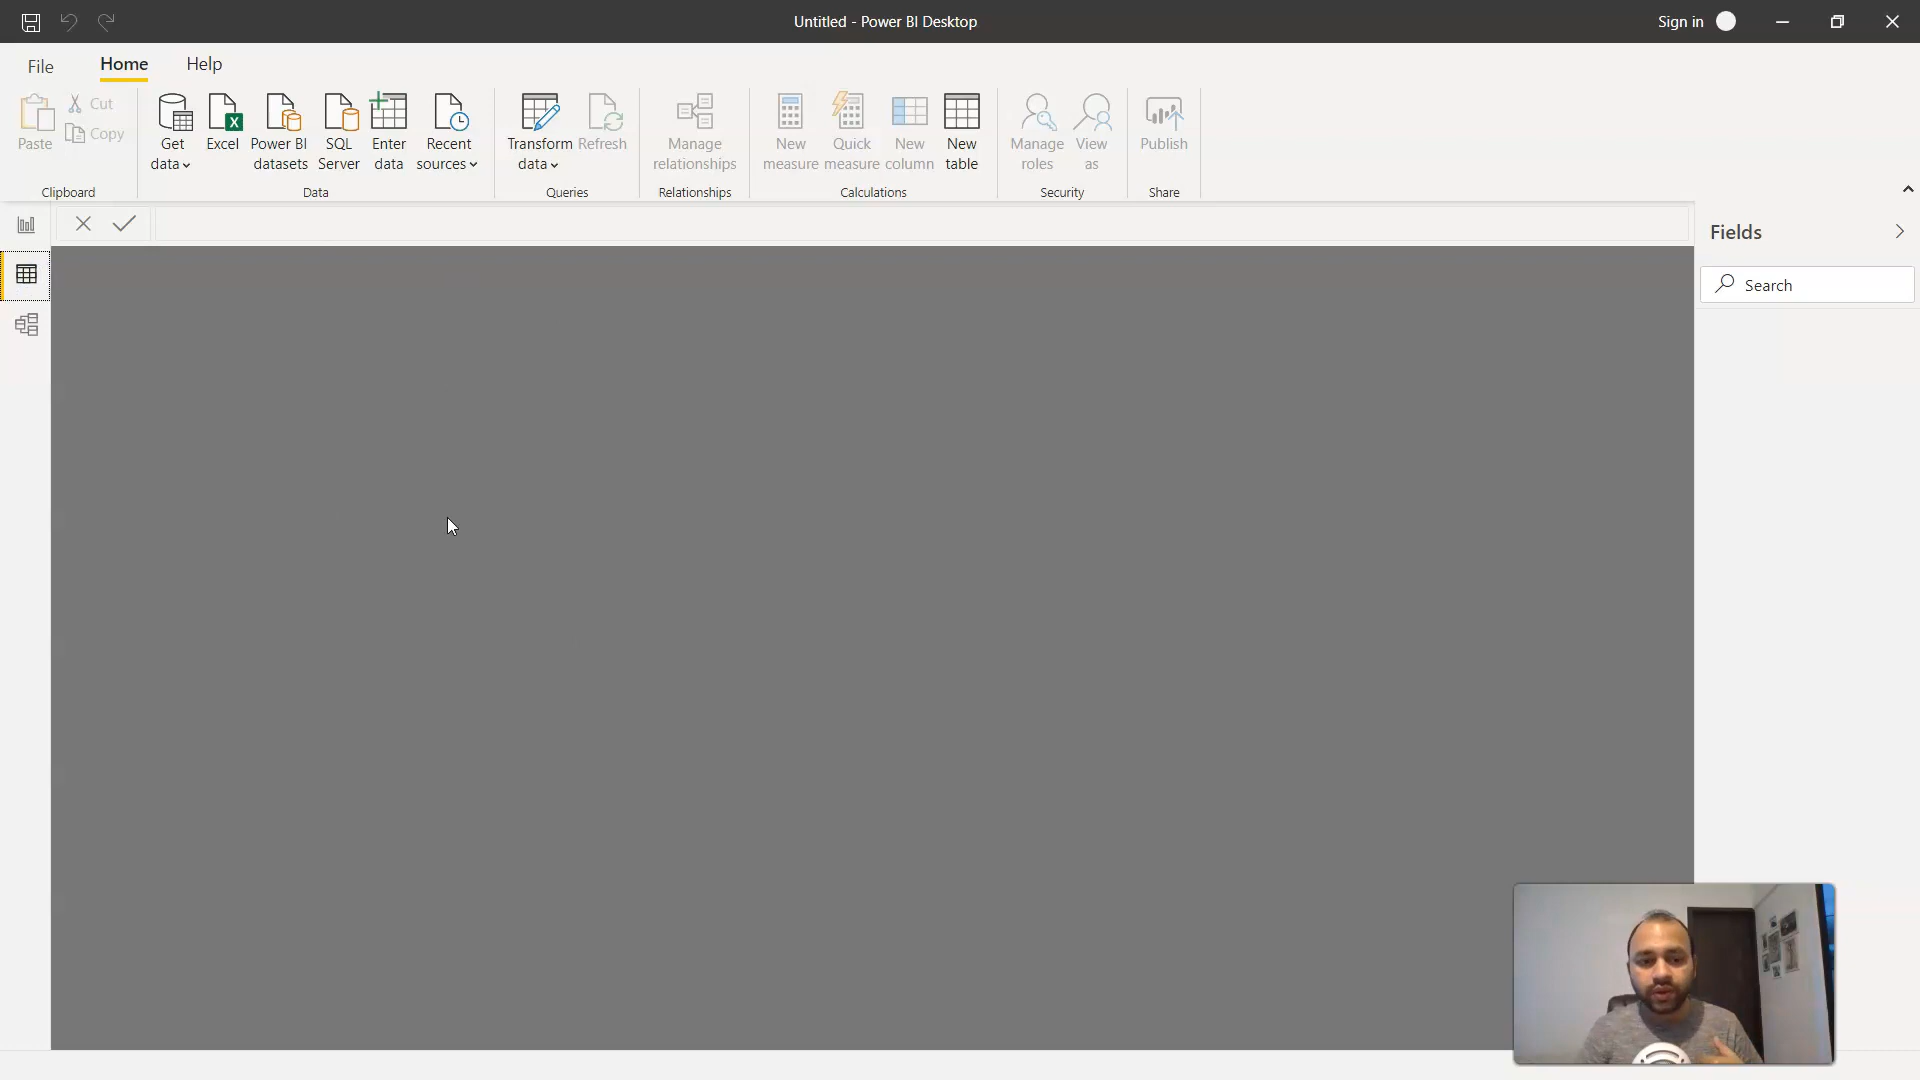 Untitled - Power BI Desktop
Sign in
File
Home
Help
Paste
Cut
Copy
Clipboard
Get data
Excel
Power BI datasets
SQL Server
Enter data
Recent sources
Data
Transform data
Refresh
Queries
Manage relationships
Relationships
New measure
Quick measure
New column
New table
Calculations
Manage roles
View as
Security
Publish
Share
Fields
Search